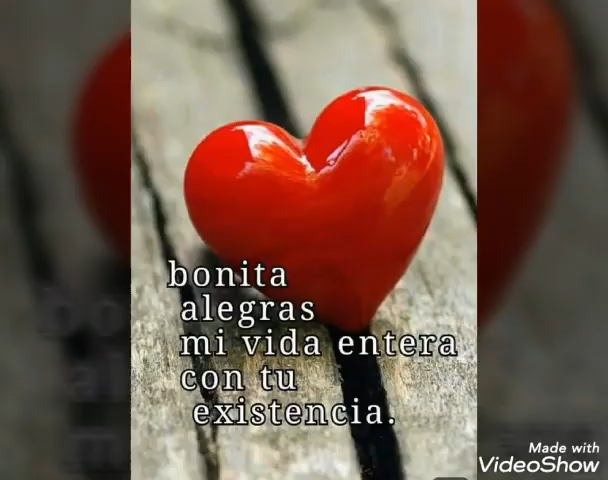 bonita
alegras
mi vida entera
con tu
existencia.
Made with
VideoShow